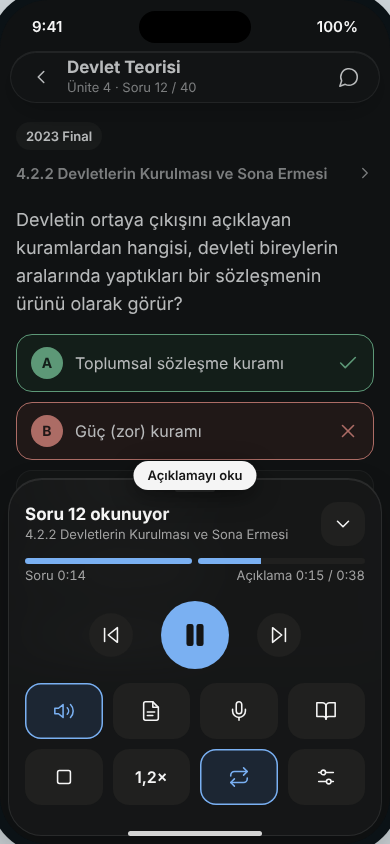 9:41
100%
Devlet Teorisi
Ünite 4 · Soru 12 / 40
2023 Final
4.2.2 Devletlerin Kurulması ve Sona Ermesi
Devletin ortaya çıkışını açıklayan
kuramlardan hangisi, devleti bireylerin
aralarında yaptıkları bir sözleşmenin
ürünü olarak görür?
A Toplumsal sözleşme kuramı
B Güç (zor) kuramı
Açıklamayı oku
Soru 12 okunuyor
4.2.2 Devletlerin Kurulması ve Sona Ermesi
Soru 0:14
Açıklama 0:15 / 0:38
1,2×